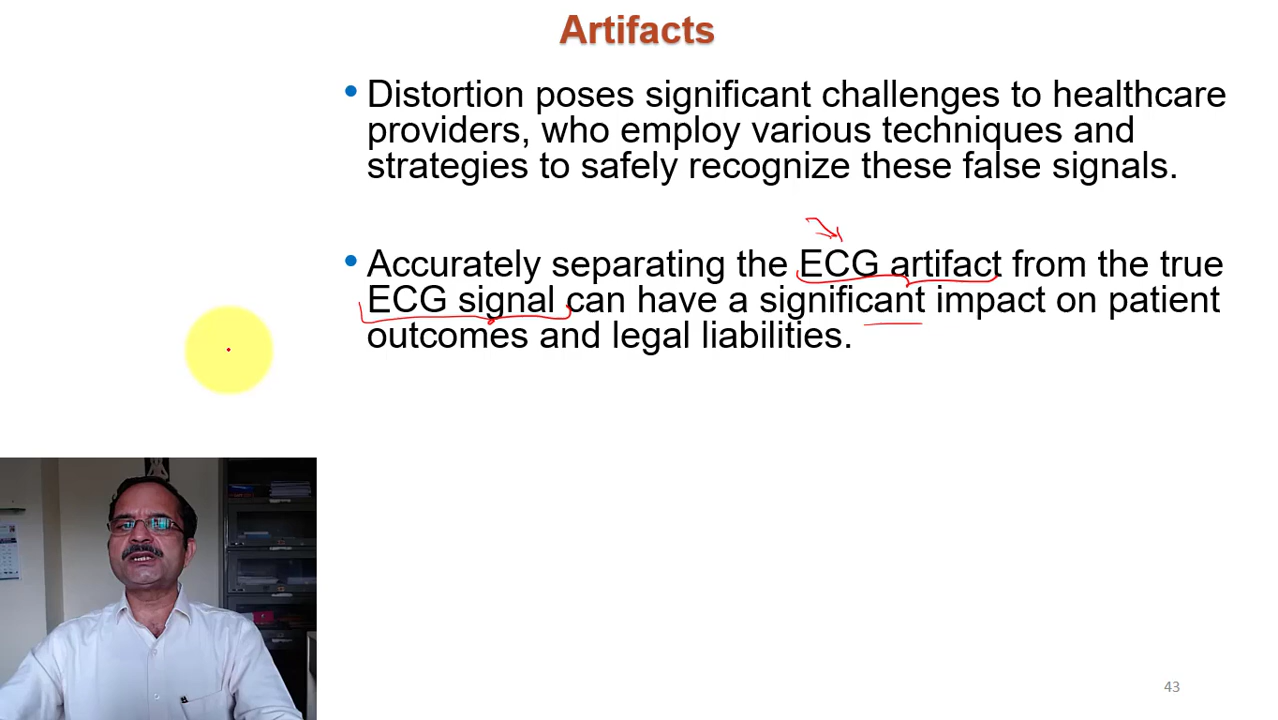 Artifacts
• Distortion poses significant challenges to healthcare
providers, who employ various techniques and
strategies to safely recognize these false signals.
• Accurately separating the ECG artifact from the true
ECG signal can have a significant impact on patient
outcomes and legal liabilities.
43